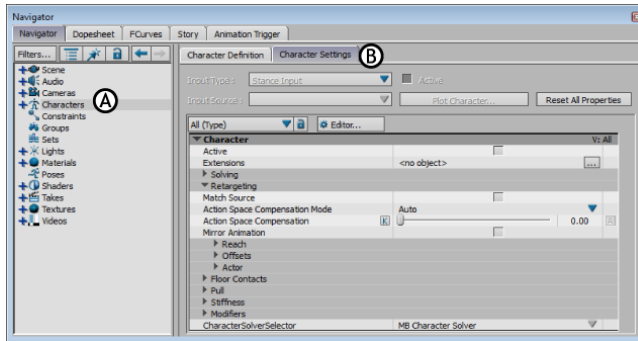 Navigator
Navigator Dopesheet FCurves Story Animation Trigger
Filters...
Scene
Audio
Cameras
Characters
Constraints
Groups
Sets
Lights
Materials
Poses
Shaders
Takes
Textures
Videos
A
Character Definition Character Settings
B
Input Type : Stance Input Active
Input Source : Plot Character... Reset All Properties
All (Type) Editor...
Character V: All
Active
Extensions <no object> ...
Solving
Retargeting
Match Source
Action Space Compensation Mode Auto
Action Space Compensation K 0.00 A
Mirror Animation
Reach
Offsets
Actor
Floor Contacts
Pull
Stiffness
Modifiers
CharacterSolverSelector MB Character Solver